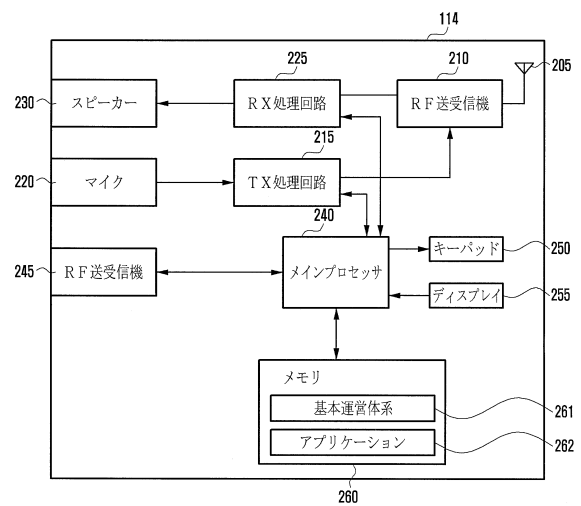 114
225
210
205
スピーカー
RX処理回路
RF送受信機
230
215
マイク
TX処理回路
220
240
RF送受信機
メインプロセッサ
キーパッド
250
245
ディスプレイ
255
メモリ
基本運営体系
261
アプリケーション
262
260